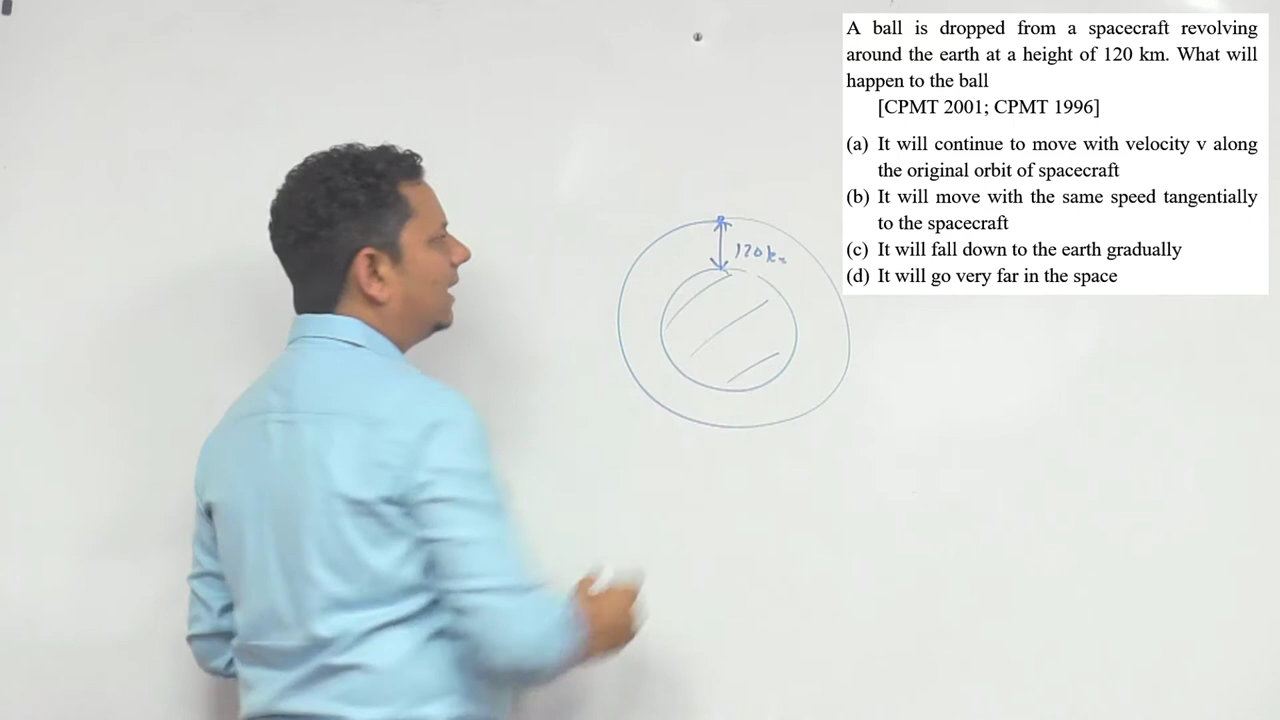 A ball is dropped from a spacecraft revolving
around the earth at a height of 120 km. What will
happen to the ball
[CPMT 2001; CPMT 1996]
(a) It will continue to move with velocity v along
the original orbit of spacecraft
(b) It will move with the same speed tangentially
to the spacecraft
(c) It will fall down to the earth gradually
(d) It will go very far in the space
120 km